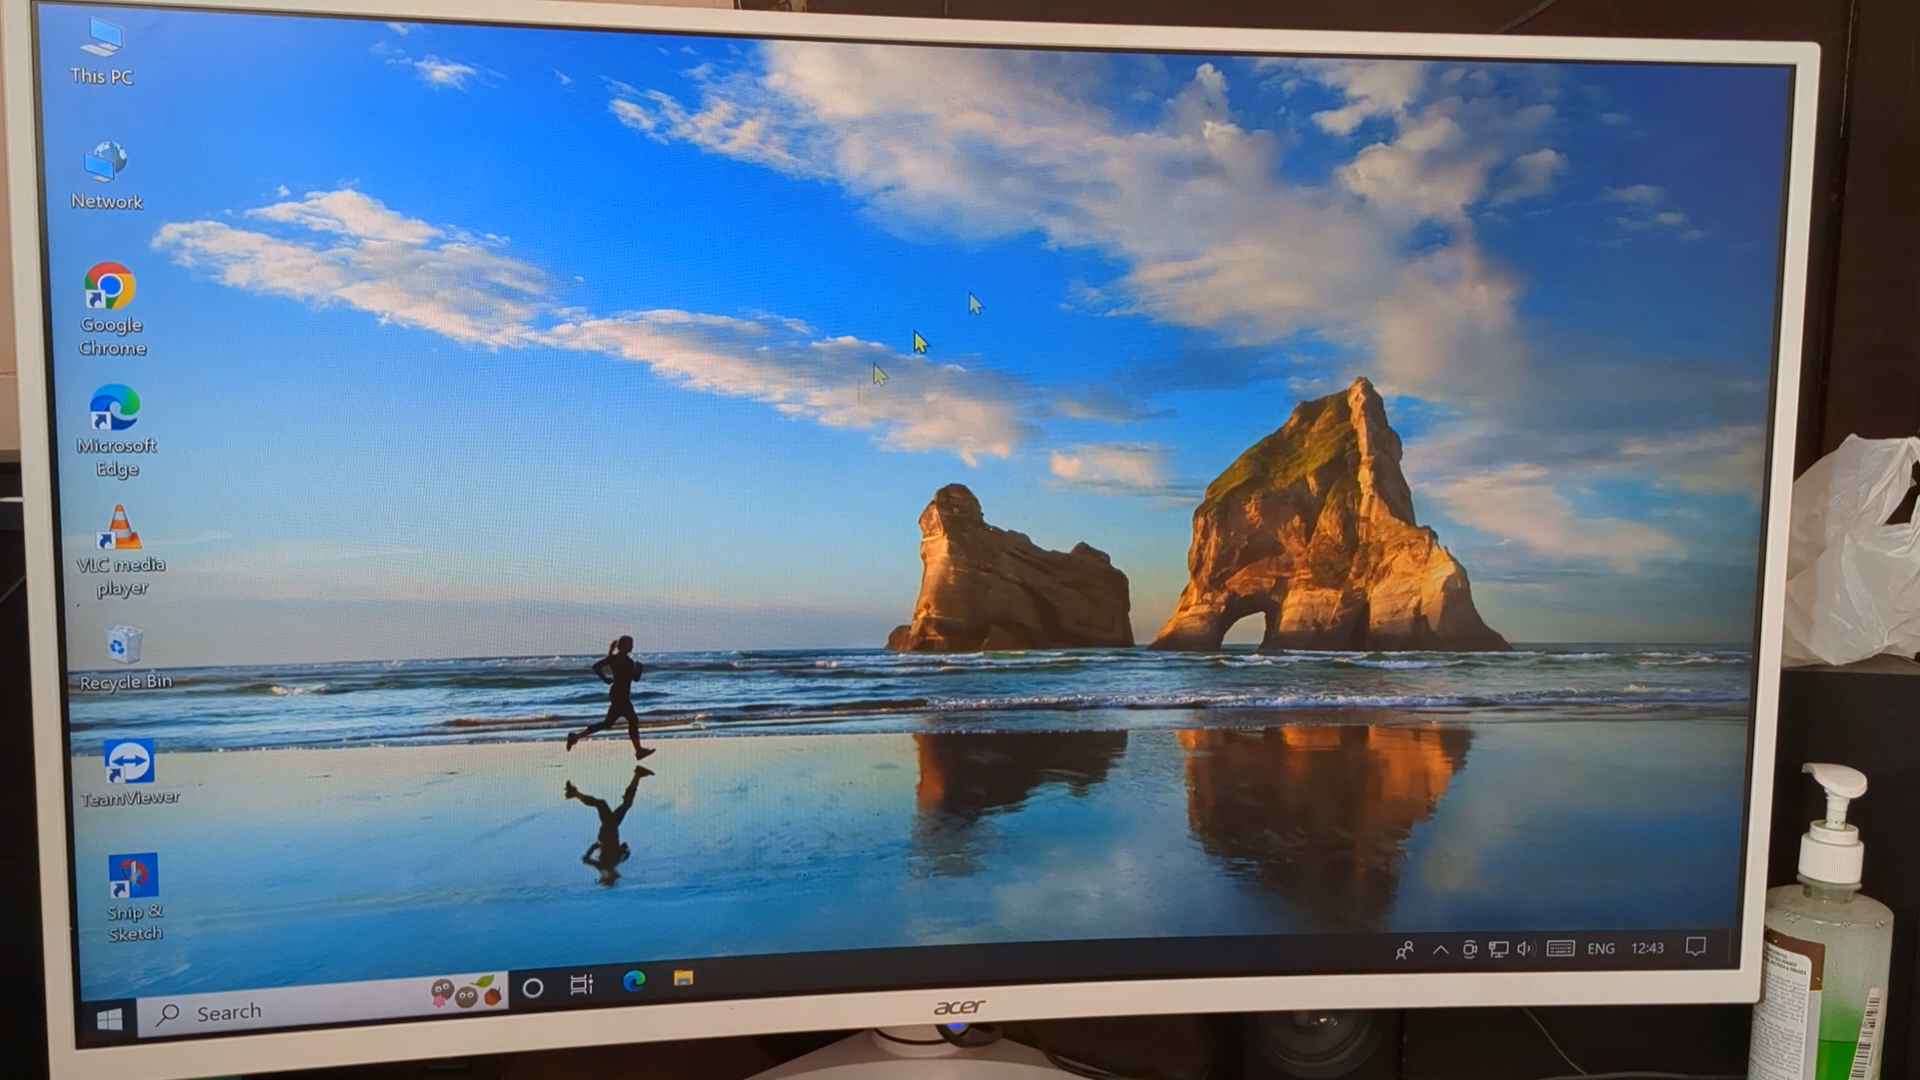 This PC
Network
Google
Chrome
Microsoft
Edge
VLC media
player
Recycle Bin
TeamViewer
Snip &
Sketch
Search
ENG
12:43
acer